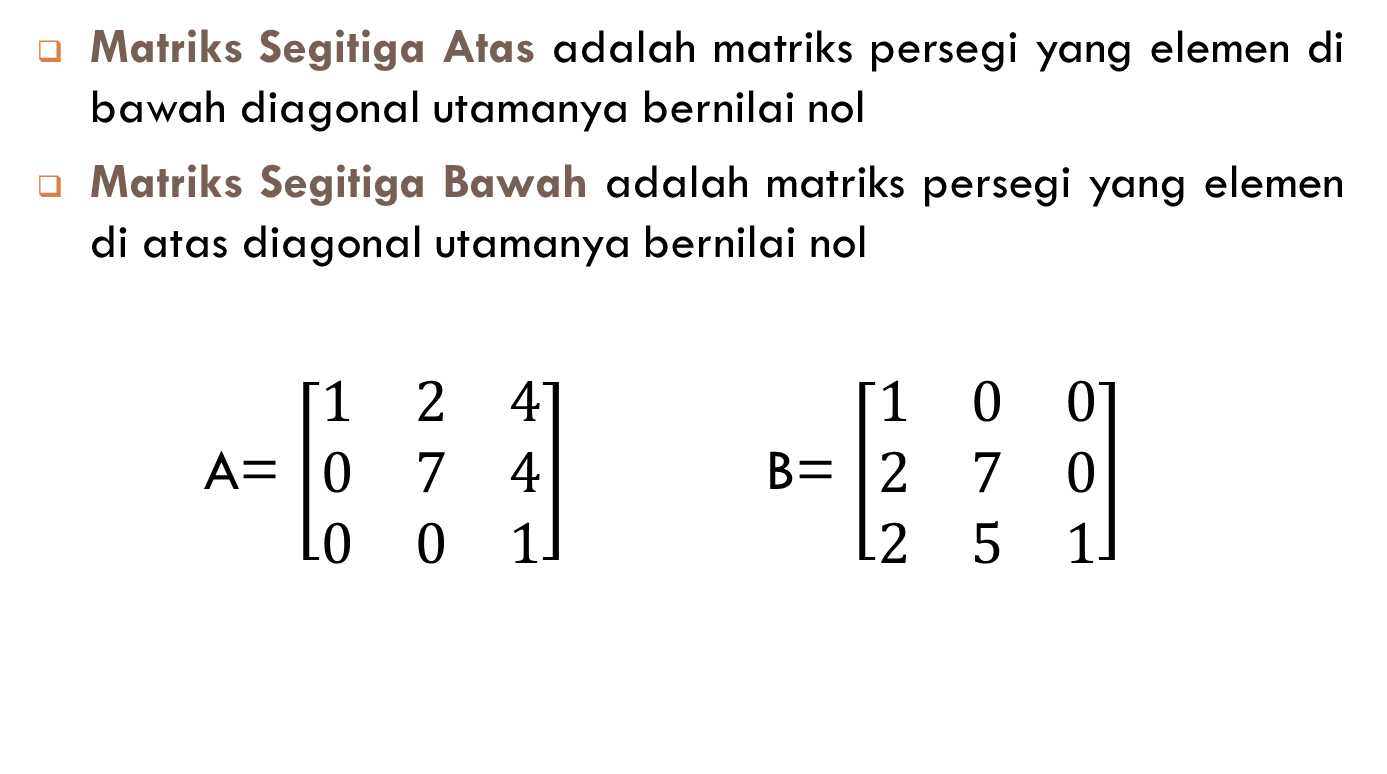 ❑ Matriks Segitiga Atas adalah matriks persegi yang elemen di
bawah diagonal utamanya bernilai nol
❑ Matriks Segitiga Bawah adalah matriks persegi yang elemen
di atas diagonal utamanya bernilai nol
1 2 4 1 0 0
A= 0 7 4 B= 2 7 0
0 0 1 2 5 1